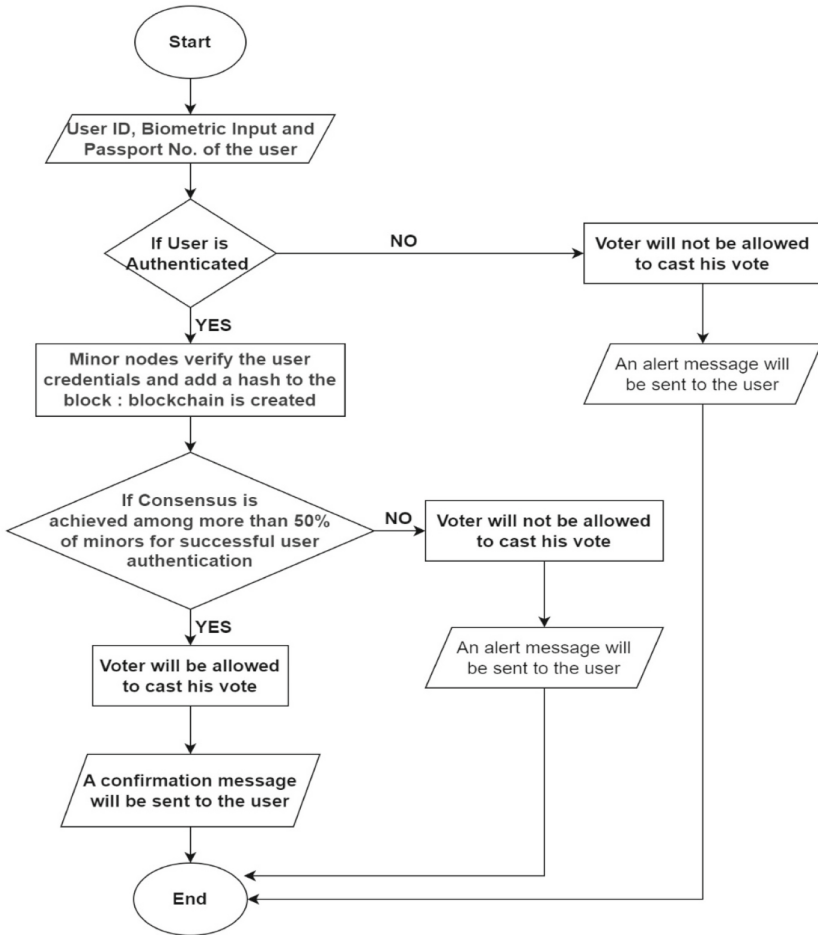 Start
User ID, Biometric Input and
Passport No. of the user
If User is
Authenticated
NO
Voter will not be allowed
to cast his vote
An alert message will
be sent to the user
YES
Minor nodes verify the user
credentials and add a hash to the
block : blockchain is created
If Consensus is
achieved among more than 50%
of minors for successful user
authentication
NO
Voter will not be allowed
to cast his vote
An alert message will
be sent to the user
YES
Voter will be allowed
to cast his vote
A confirmation message
will be sent to the user
End